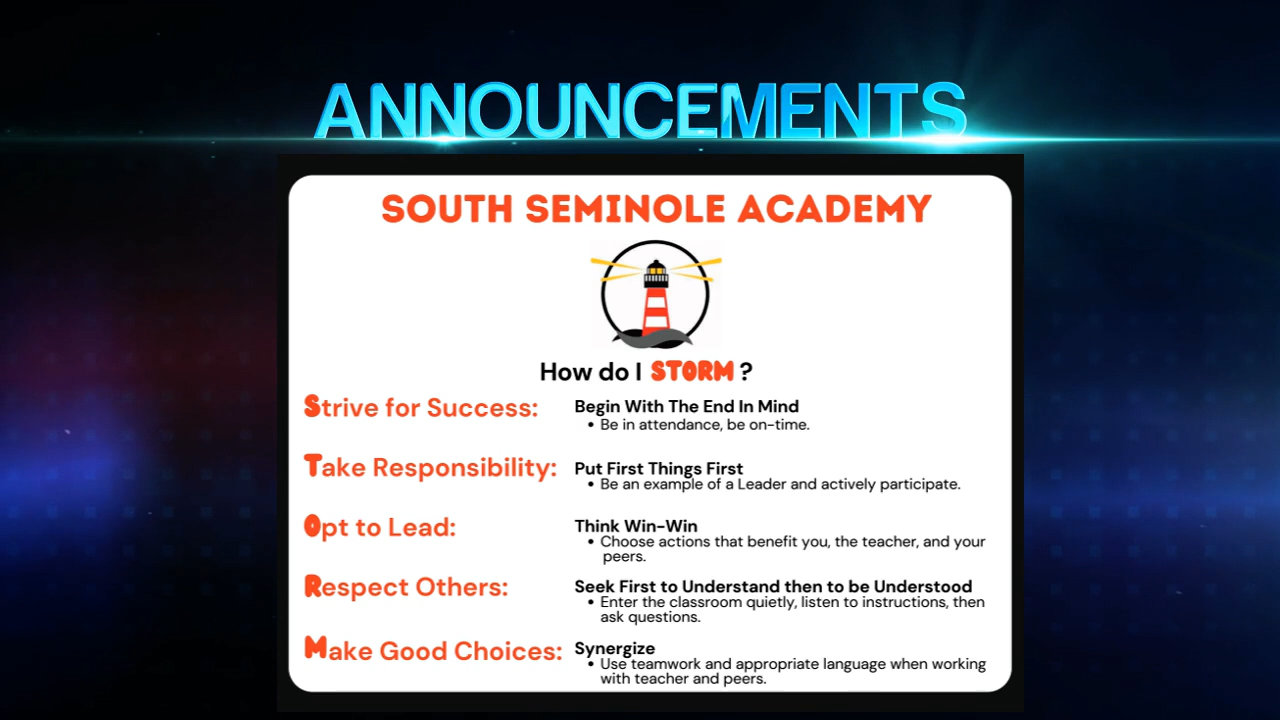 ANNOUNCEMENTS
SOUTH SEMINOLE ACADEMY
How do I STORM ?
Strive for Success:
Begin With The End In Mind
• Be in attendance, be on-time.
Take Responsibility:
Put First Things First
• Be an example of a Leader and actively participate.
Opt to Lead:
Think Win-Win
• Choose actions that benefit you, the teacher, and your
peers.
Respect Others:
Seek First to Understand then to be Understood
• Enter the classroom quietly, listen to instructions, then
ask questions.
Make Good Choices:
Synergize
• Use teamwork and appropriate language when working
with teacher and peers.